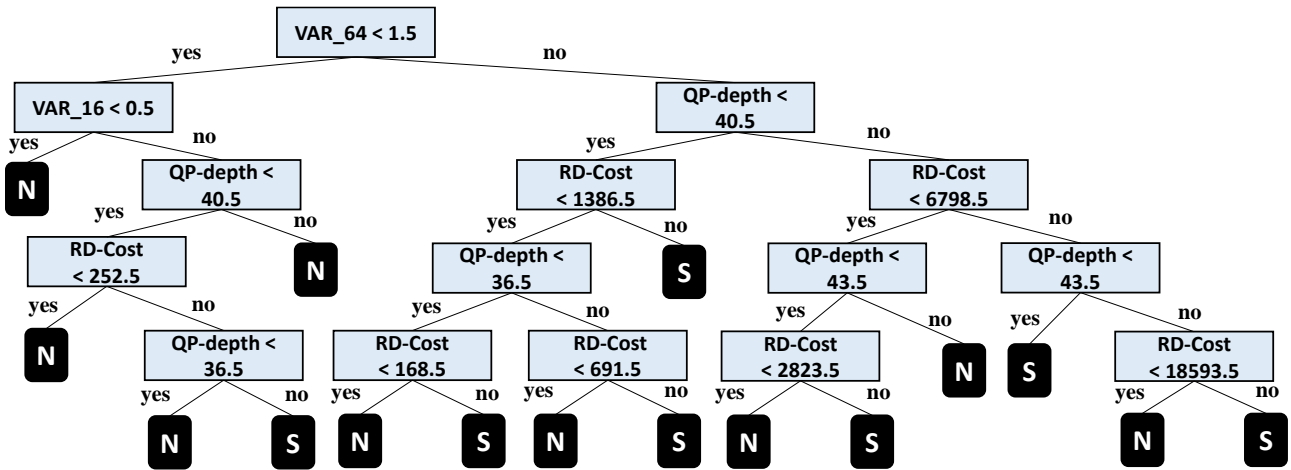 VAR_64 < 1.5
yes
no
VAR_16 < 0.5
QP-depth <
40.5
yes
no
yes
no
N
QP-depth <
40.5
RD-Cost
< 1386.5
RD-Cost
< 6798.5
yes
no
yes
no
yes
no
RD-Cost
< 252.5
N
QP-depth <
36.5
S
QP-depth <
43.5
QP-depth <
43.5
yes
no
yes
no
yes
no
yes
no
N
QP-depth <
36.5
RD-Cost
< 168.5
RD-Cost
< 691.5
RD-Cost
< 2823.5
N
S
RD-Cost
< 18593.5
yes
no
yes
no
yes
no
yes
no
yes
no
N
S
N
S
N
S
N
S
N
S